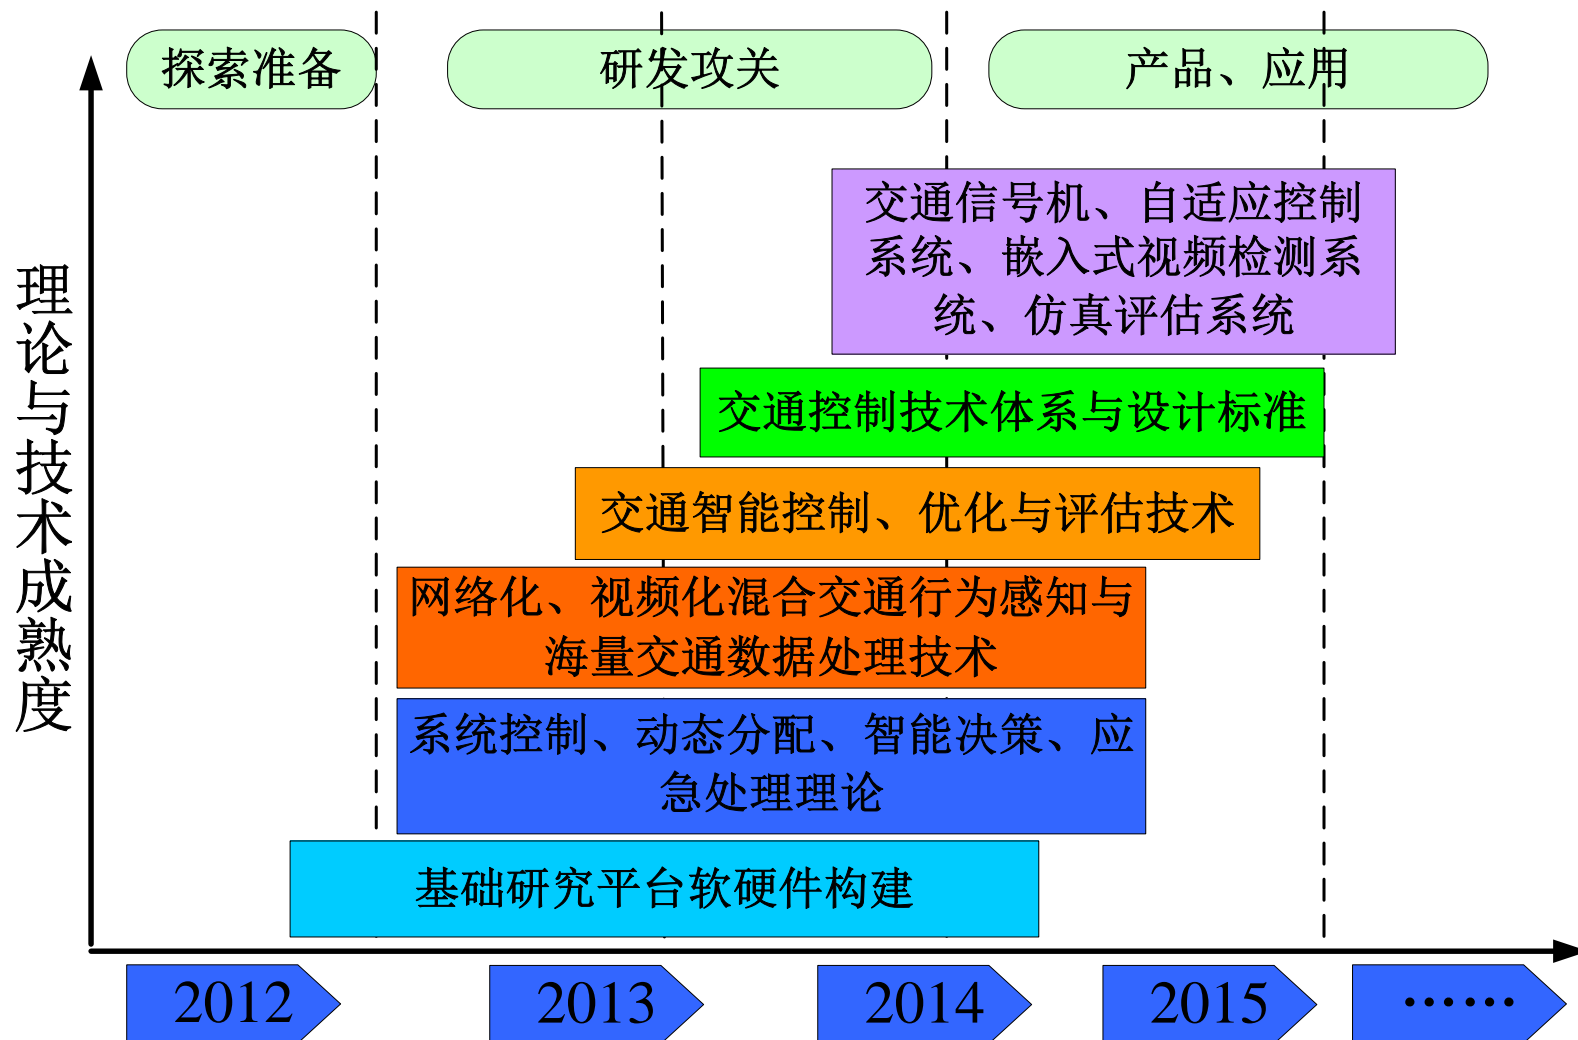 探索准备
研发攻关
产品、应用
理论与技术成熟度
交通信号机、自适应控制
系统、嵌入式视频检测系
统、仿真评估系统
交通控制技术体系与设计标准
交通智能控制、优化与评估技术
网络化、视频化混合交通行为感知与
海量交通数据处理技术
系统控制、动态分配、智能决策、应
急处理理论
基础研究平台软硬件构建
2012
2013
2014
2015
……